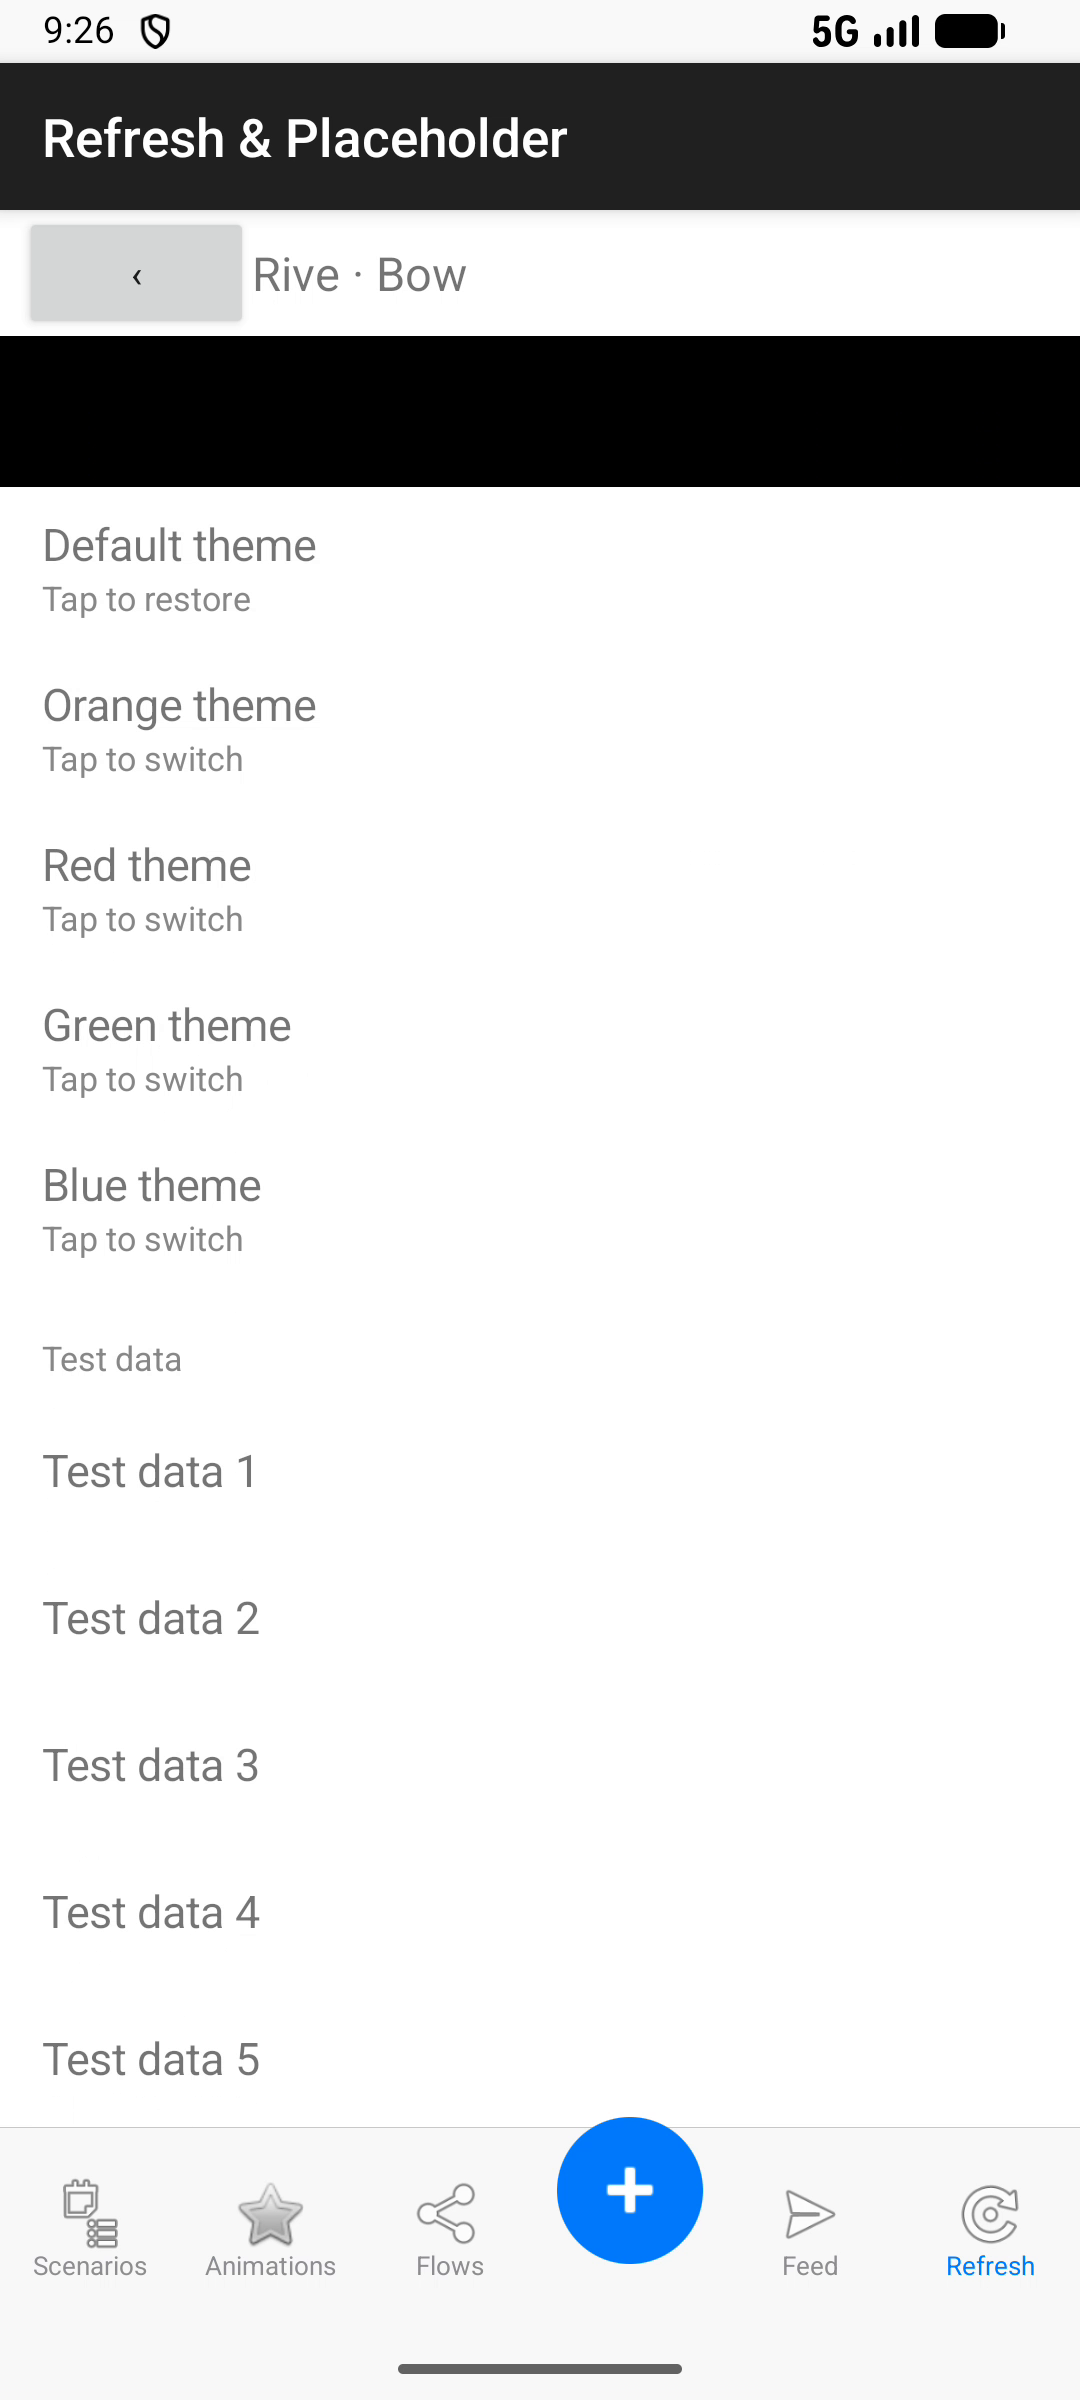 9:26
5G
Refresh & Placeholder
‹
Rive · Bow
Default theme
Tap to restore
Orange theme
Tap to switch
Red theme
Tap to switch
Green theme
Tap to switch
Blue theme
Tap to switch
Test data
Test data 1
Test data 2
Test data 3
Test data 4
Test data 5
Scenarios
Animations
Flows
Feed
Refresh